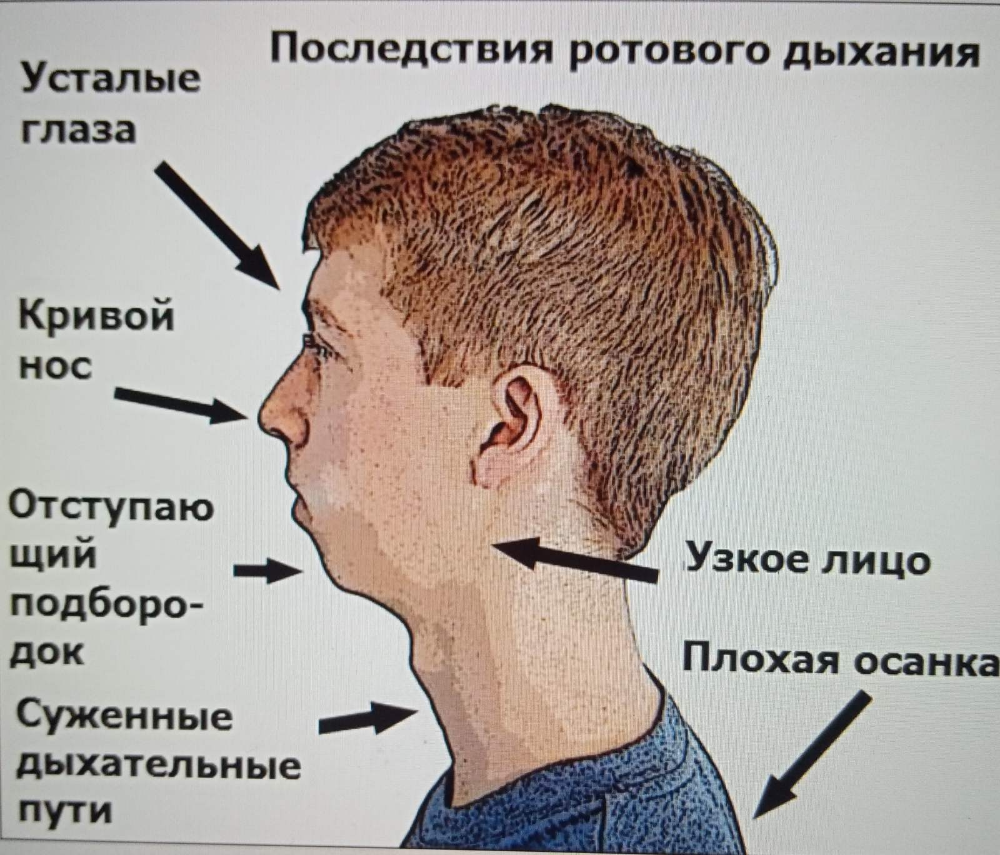 Последствия ротового дыхания
Усталые
глаза
Кривой
нос
Отступаю
щий
подборо-
док
Суженные
дыхательные
пути
Узкое лицо
Плохая осанка